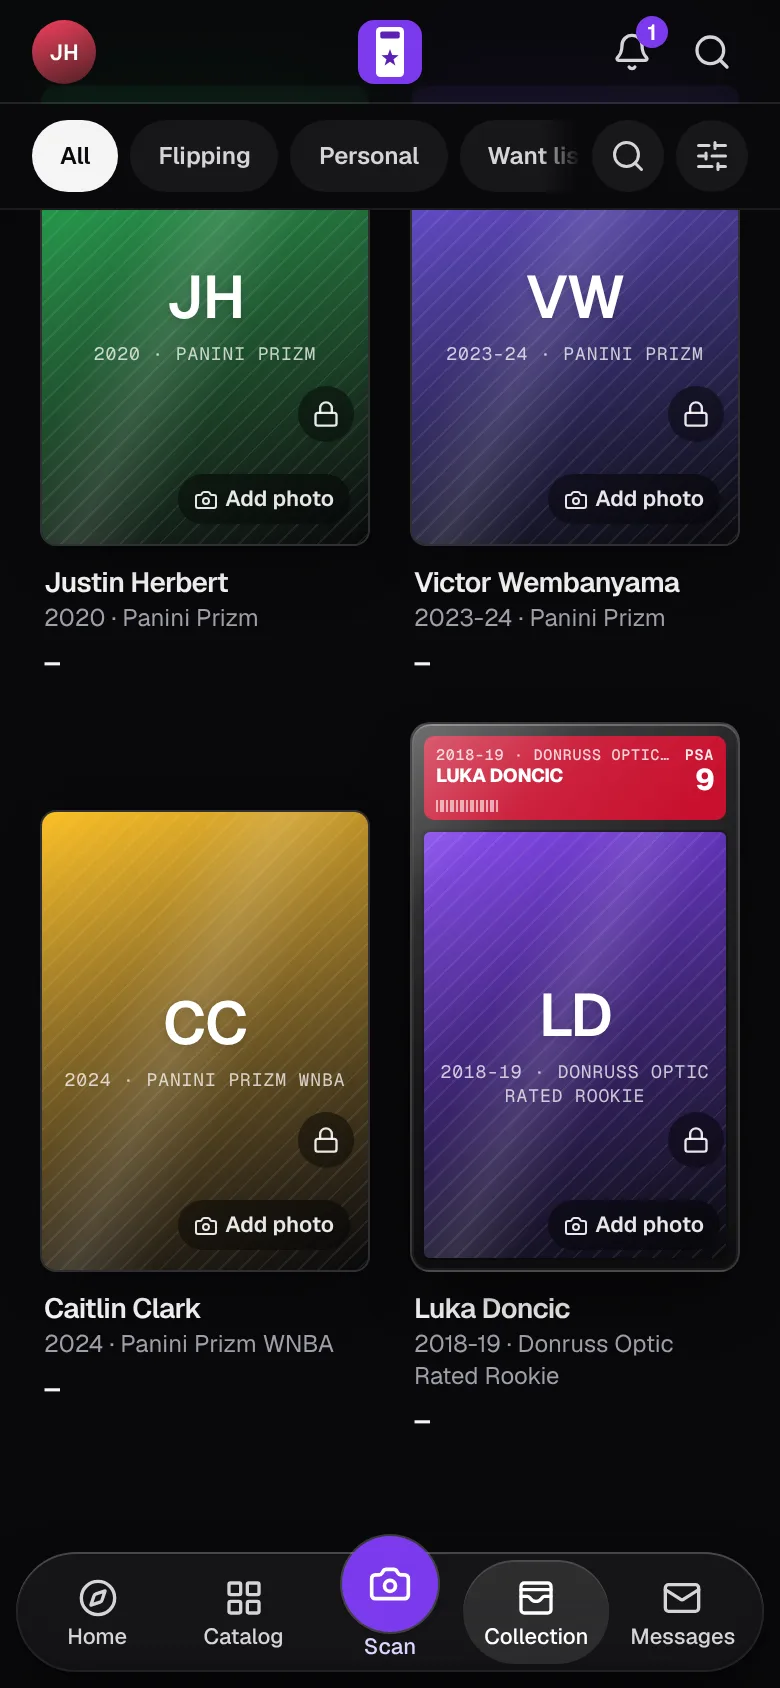 JH
1
All
Flipping
Personal
Want lis
JH
2020 · PANINI PRIZM
Add photo
Justin Herbert
2020 · Panini Prizm
–
VW
2023-24 · PANINI PRIZM
Add photo
Victor Wembanyama
2023-24 · Panini Prizm
–
CC
2024 · PANINI PRIZM WNBA
Add photo
Caitlin Clark
2024 · Panini Prizm WNBA
–
2018-19 · DONRUSS OPTIC… PSA
LUKA DONCIC 9
LD
2018-19 · DONRUSS OPTIC
RATED ROOKIE
Add photo
Luka Doncic
2018-19 · Donruss Optic
Rated Rookie
–
Home
Catalog
Scan
Collection
Messages